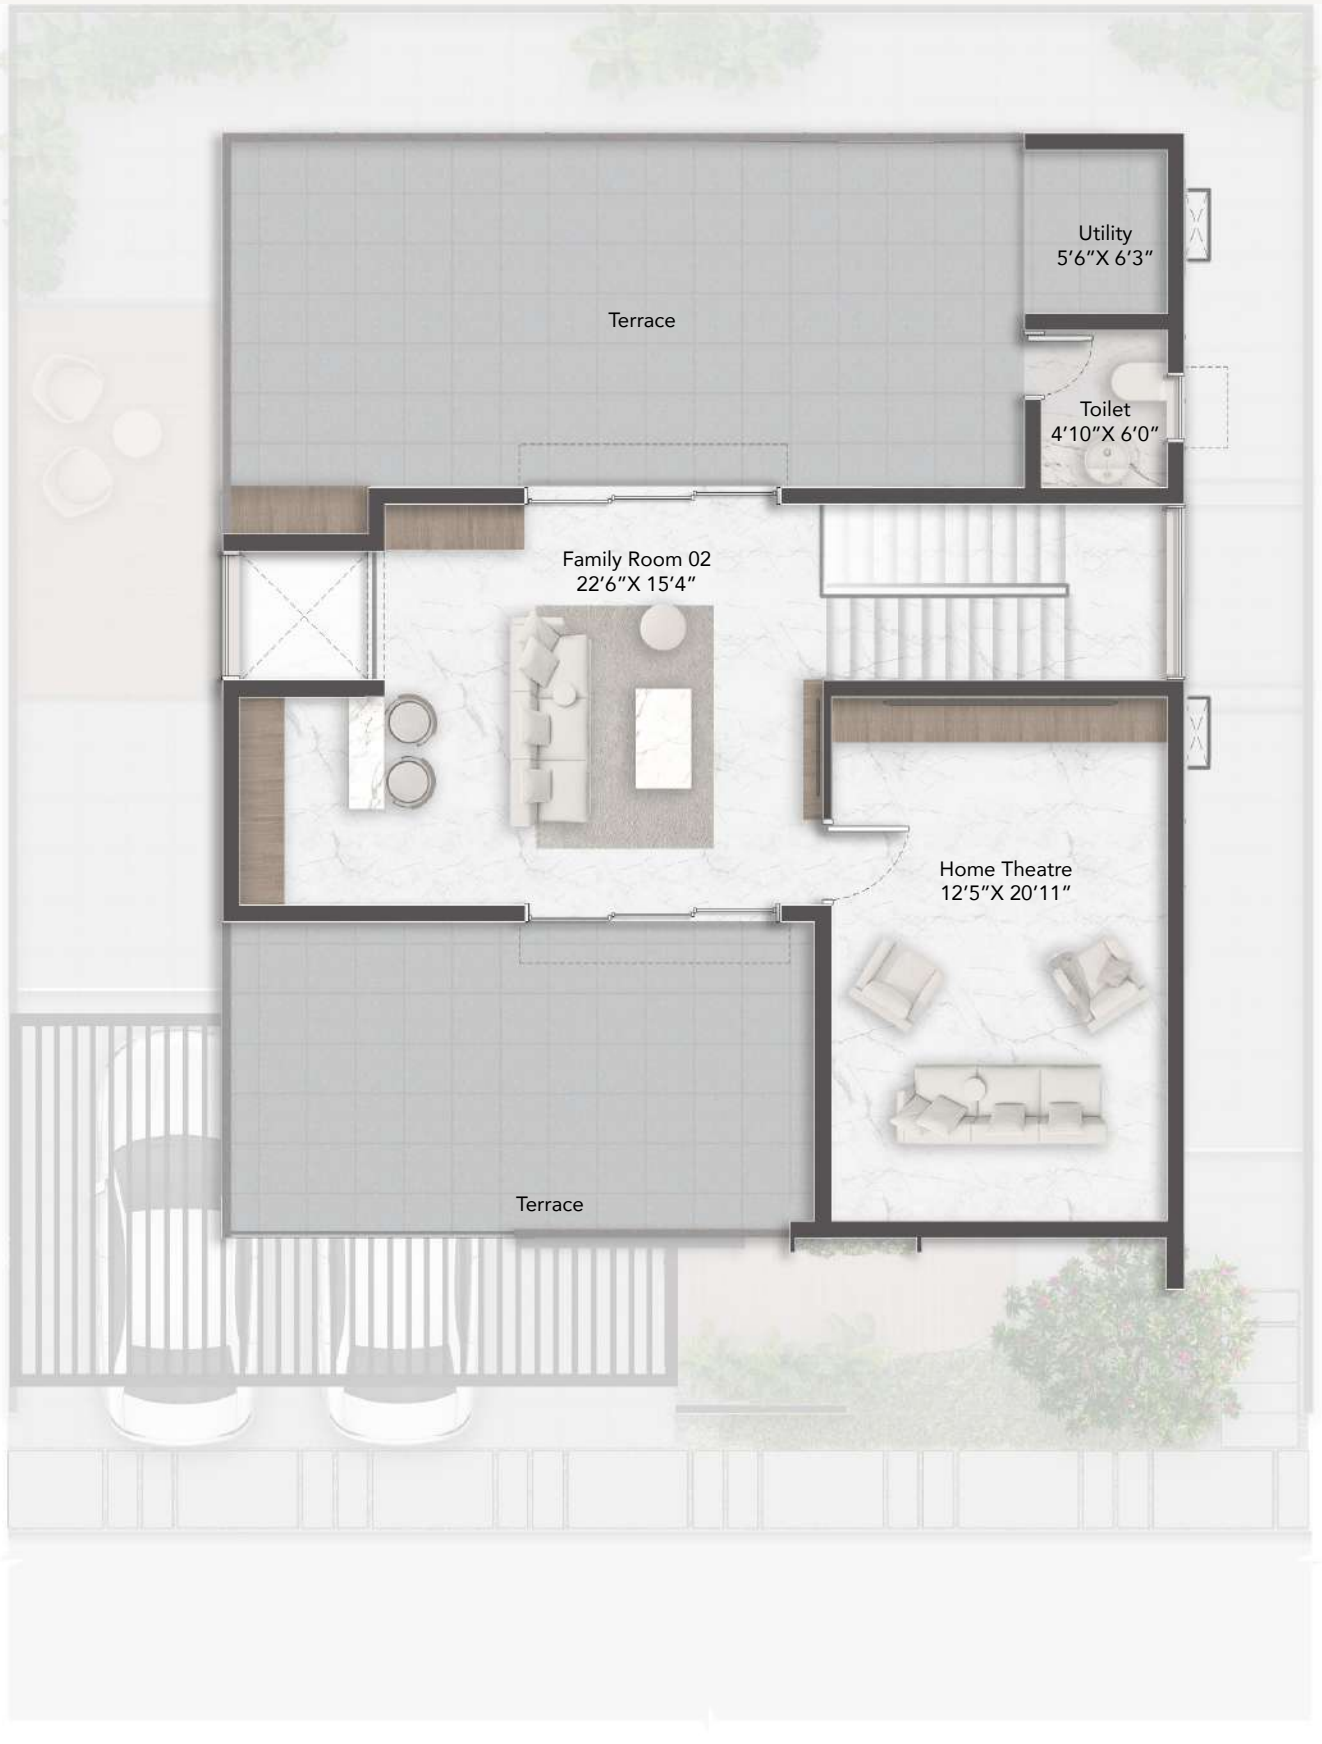 Utility
5’6”X 6’3”
Terrace
Toilet
4’10”X 6’0”
Family Room 02
22’6”X 15’4”
Home Theatre
12’5”X 20’11”
Terrace